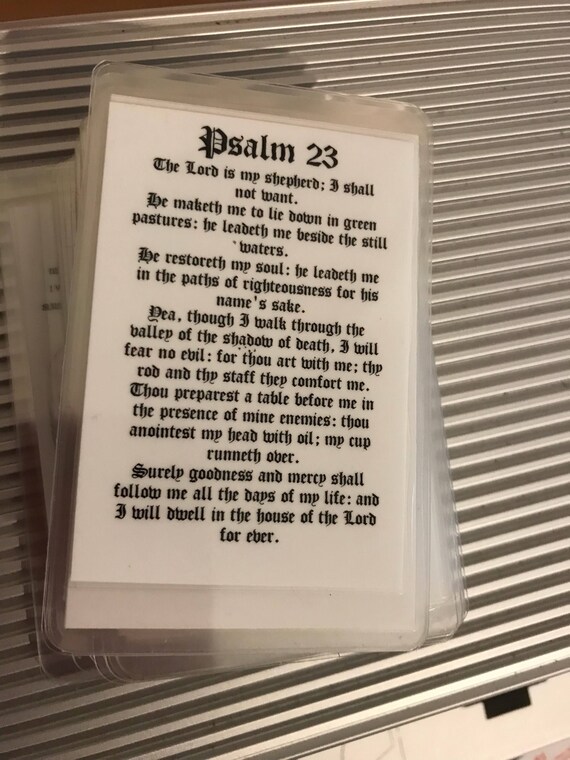 Psalm 23
The Lord is my shepherd; I shall
not want.
He maketh me to lie down in green
pastures: he leadeth me beside the still
waters.
He restoreth my soul: he leadeth me
in the paths of righteousness for his
name's sake.
Yea, though I walk through the
valley of the shadow of death, I will
fear no evil: for thou art with me; thy
rod and thy staff they comfort me.
Thou preparest a table before me in
the presence of mine enemies: thou
anointest my head with oil; my cup
runneth over.
Surely goodness and mercy shall
follow me all the days of my life: and
I will dwell in the house of the Lord
for ever.